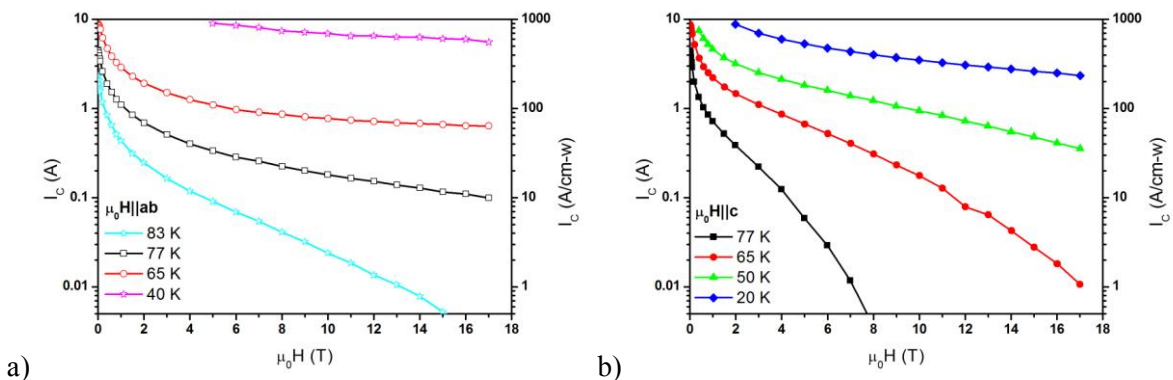 10
1
0.1
0.01
I_C (A)
μ₀H||ab
83 K
77 K
65 K
40 K
1000
100
10
1
I_C (A/cm-w)
0 2 4 6 8 10 12 14 16 18
μ₀H (T)
a)
10
1
0.1
0.01
I_C (A)
μ₀H||c
77 K
65 K
50 K
20 K
1000
100
10
1
I_C (A/cm-w)
0 2 4 6 8 10 12 14 16 18
μ₀H (T)
b)